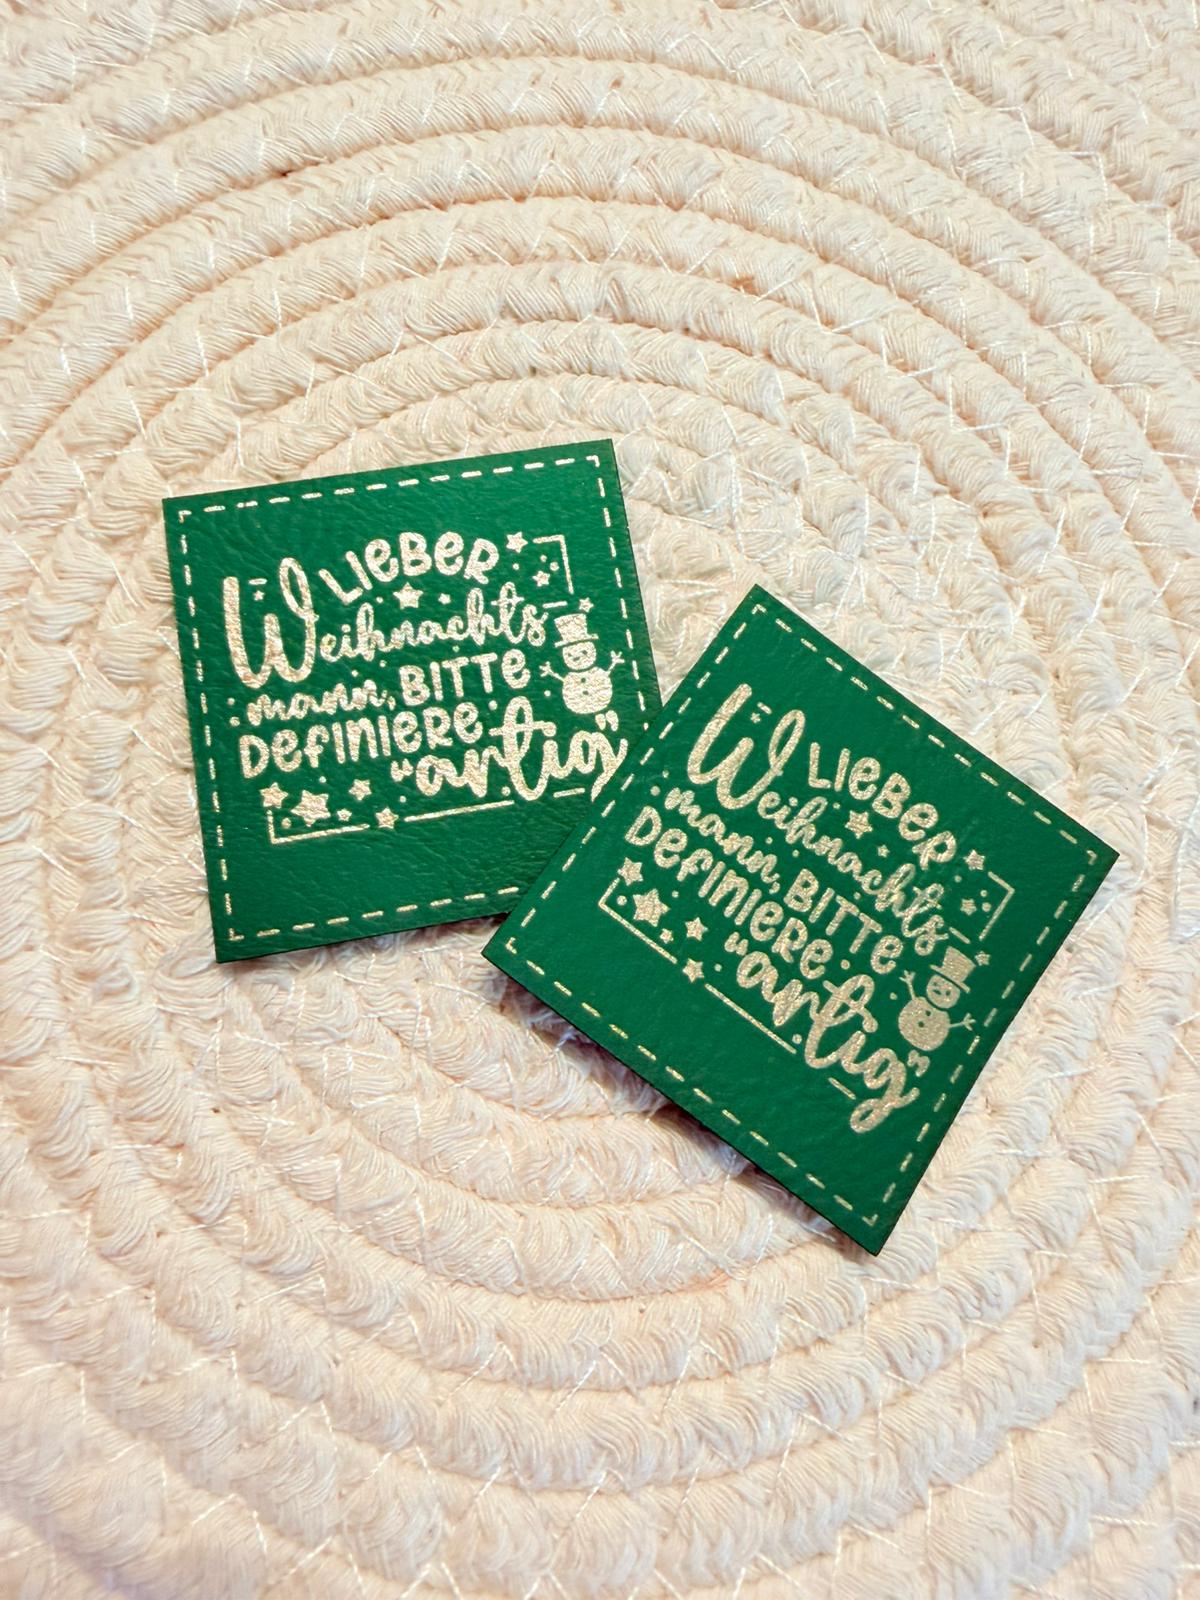 LIEBER
Weihnachts
mann, BITTE
DEFINIERE
"artig"
LIEBER
Weihnachts
mann, BITTE
DEFINIERE
"artig"